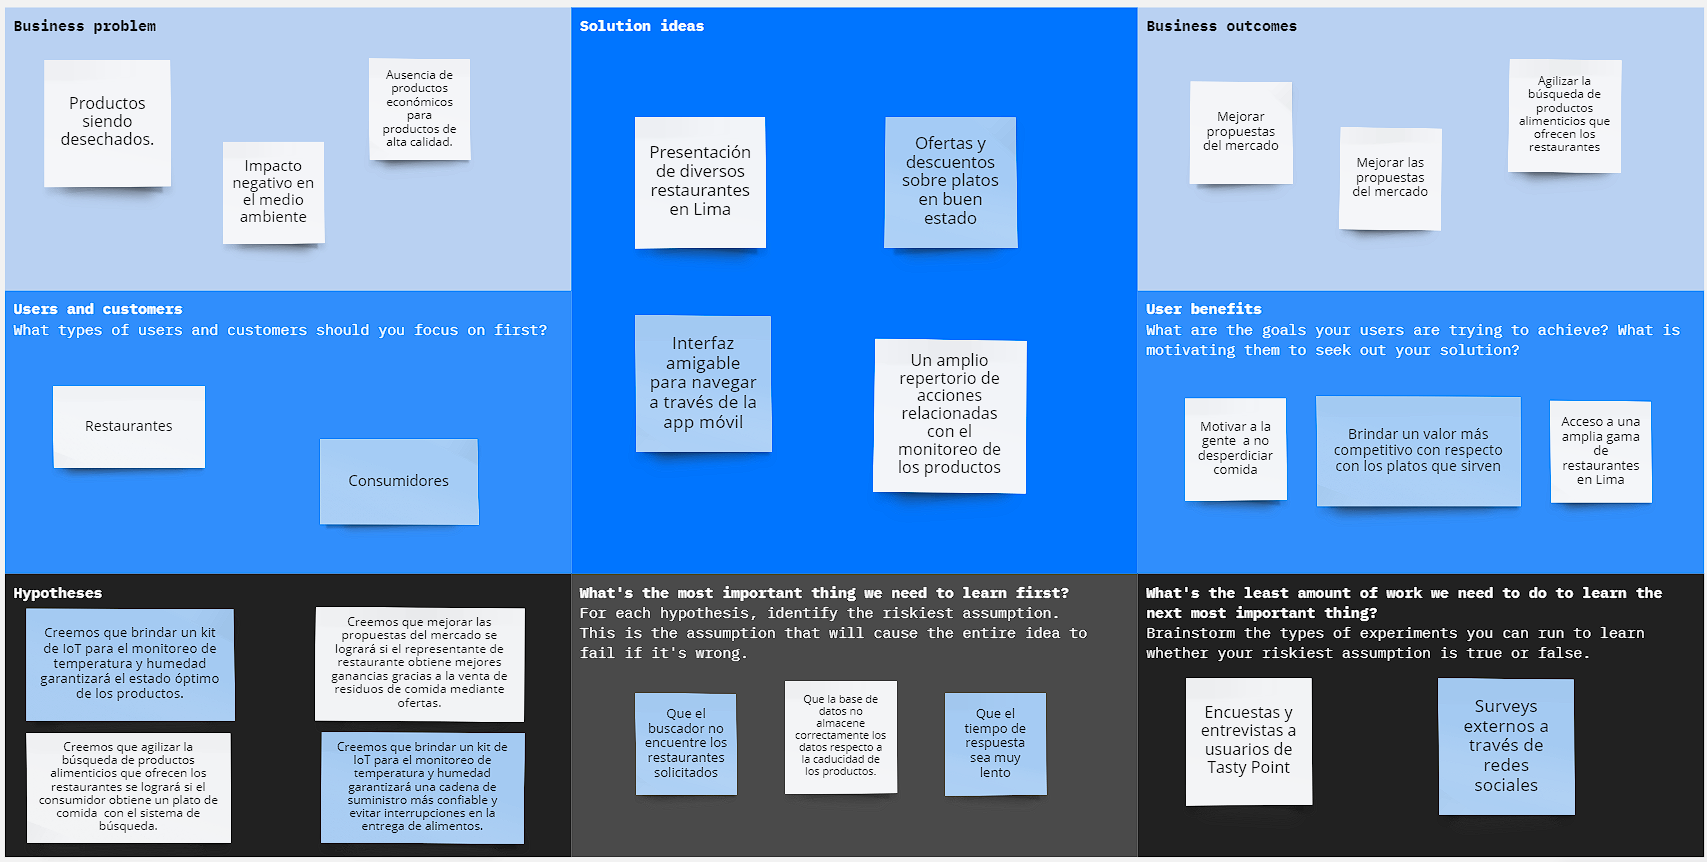 Business problem
Productos
siendo
desechados.
Impacto
negativo en
el medio
ambiente
Ausencia de
productos
económicos
para
productos de
alta calidad.
Solution ideas
Presentación
de diversos
restaurantes
en Lima
Ofertas y
descuentos
sobre platos
en buen
estado
Interfaz
amigable
para navegar
a través de la
app móvil
Un amplio
repertorio de
acciones
relacionadas
con el
monitoreo de
los productos
Business outcomes
Mejorar
propuestas
del mercado
Mejorar las
propuestas
del mercado
Agilizar la
búsqueda de
productos
alimenticios que
ofrecen los
restaurantes
Users and customers
What types of users and customers should you focus on first?
Restaurantes
Consumidores
User benefits
What are the goals your users are trying to achieve? What is
motivating them to seek out your solution?
Motivar a la
gente a no
desperdiciar
comida
Brindar un valor más
competitivo con respecto
con los platos que sirven
Acceso a una
amplia gama
de
restaurantes
en Lima
Hypotheses
Creemos que brindar un kit
de IoT para el monitoreo de
temperatura y humedad
garantizará el estado óptimo
de los productos.
Creemos que mejorar las
propuestas del mercado se
logrará si el representante de
restaurante obtiene mejores
ganancias gracias a la venta de
residuos de comida mediante
ofertas.
Creemos que agilizar la
búsqueda de productos
alimenticios que ofrecen los
restaurantes se logrará si el
consumidor obtiene un plato de
comida con el sistema de
búsqueda.
Creemos que brindar un kit de
IoT para el monitoreo de
temperatura y humedad
garantizará una cadena de
suministro más confiable y
evitar interrupciones en la
entrega de alimentos.
What's the most important thing we need to learn first?
For each hypothesis, identify the riskiest assumption.
This is the assumption that will cause the entire idea to
fail if it's wrong.
Que el
buscador no
encuentre los
restaurantes
solicitados
Que la base de
datos no
almacene
correctamente los
datos respecto a
la caducidad de
los productos.
Que el
tiempo de
respuesta
sea muy
lento
What's the least amount of work we need to do to learn the
next most important thing?
Brainstorm the types of experiments you can run to learn
whether your riskiest assumption is true or false.
Encuestas y
entrevistas a
usuarios de
Tasty Point
Surveys
externos a
través de
redes
sociales